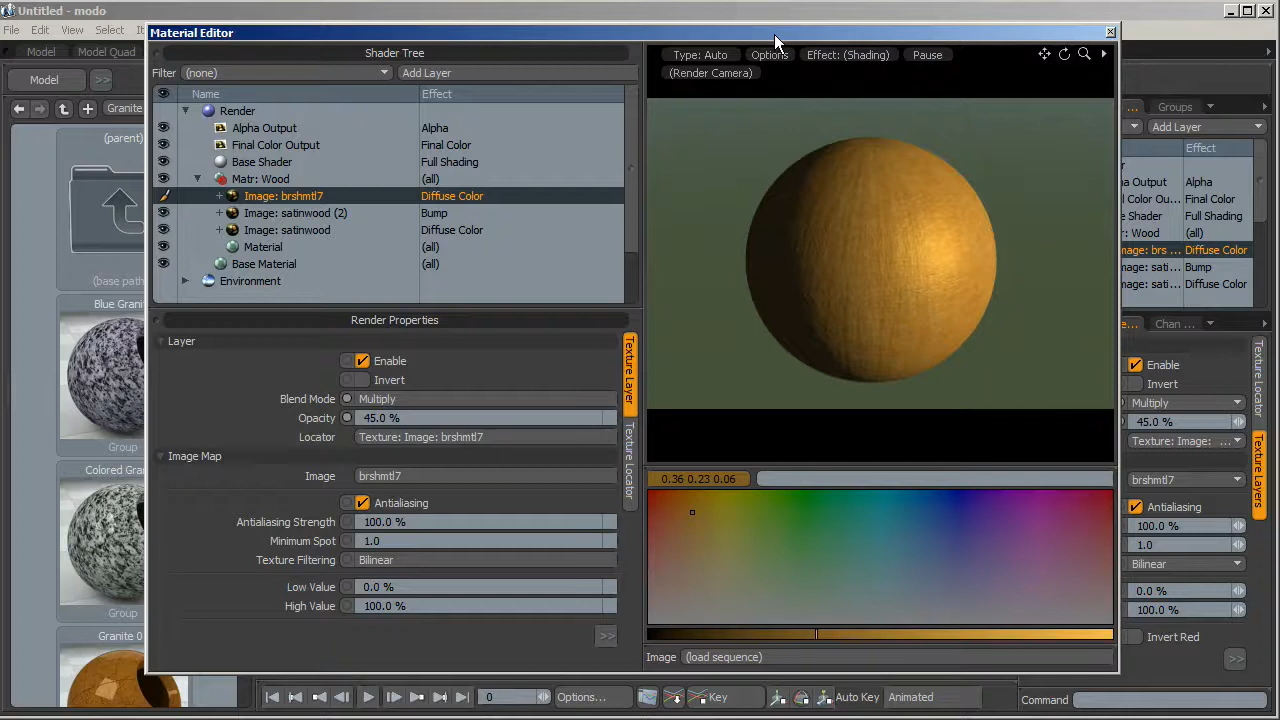 Untitled - modo
File Edit View Select
Model Model Quad
Model >>
Granite
(parent)
(base path
Blue Granit
Group
Colored Gran
Group
Granite 0
Material Editor
Shader Tree
Filter (none) Add Layer
Name Effect
Render
Alpha Output Alpha
Final Color Output Final Color
Base Shader Full Shading
Matr: Wood (all)
Image: brshmtl7 Diffuse Color
Image: satinwood (2) Bump
Image: satinwood Diffuse Color
Material (all)
Base Material (all)
Environment
Render Properties
Layer
Enable
Invert
Blend Mode Multiply
Opacity 45.0 %
Locator Texture: Image: brshmtl7
Image Map
Image brshmtl7
Antialiasing
Antialiasing Strength 100.0 %
Minimum Spot 1.0
Texture Filtering Bilinear
Low Value 0.0 %
High Value 100.0 %
>>
Texture Layer
Texture Locator
Type: Auto Options Effect: (Shading) Pause
(Render Camera)
0.36 0.23 0.06
Image (load sequence)
... Groups
Add Layer
Effect
ha Output Alpha
al Color Ou... Final Color
se Shader Full Shading
tr: Wood (all)
mage: brs ... Diffuse Color
mage: sati... Bump
mage: sati... Diffuse Color
e... Chan ...
Enable
Invert
Multiply
45.0 %
Texture: Image: ...
brshmtl7
Antialiasing
100.0 %
1.0
Bilinear
0.0 %
100.0 %
Invert Red
>>
Texture Locator
Texture Layers
0 Options... Key Auto Key Animated Command